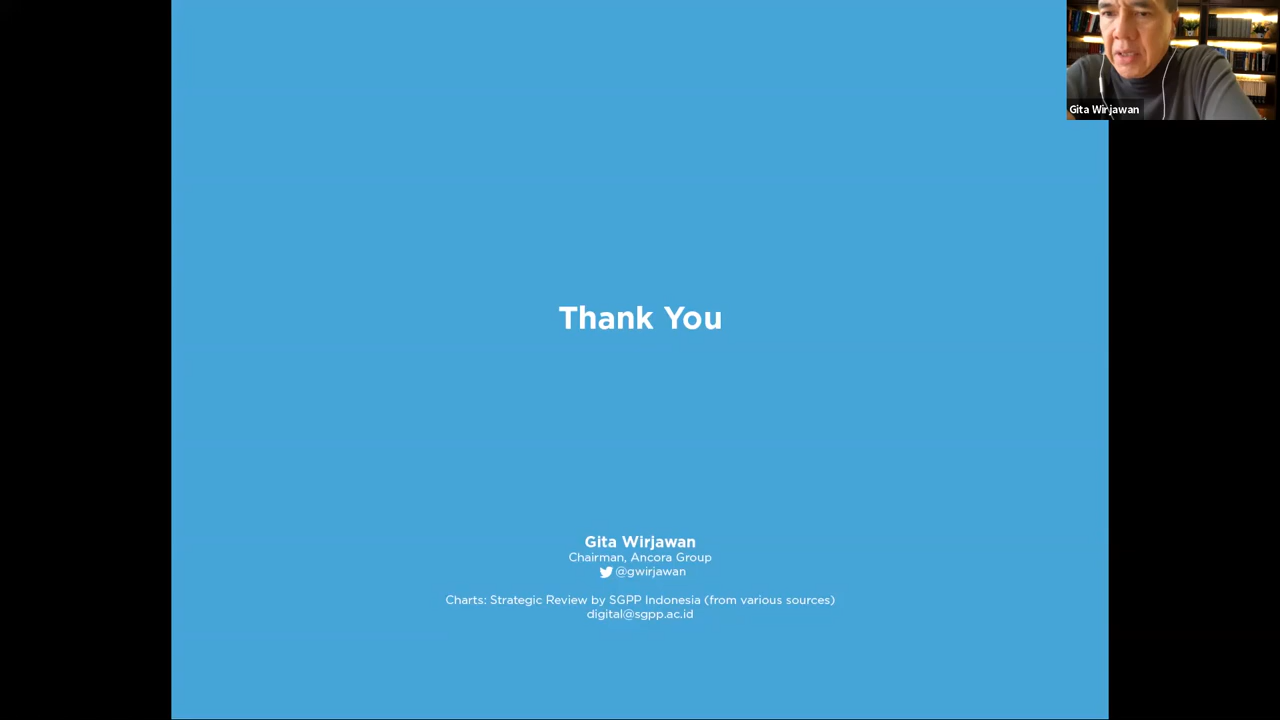 Gita Wirjawan
Thank You
Gita Wirjawan
Chairman, Ancora Group
@gwirjawan
Charts: Strategic Review by SGPP Indonesia (from various sources)
digital@sgpp.ac.id